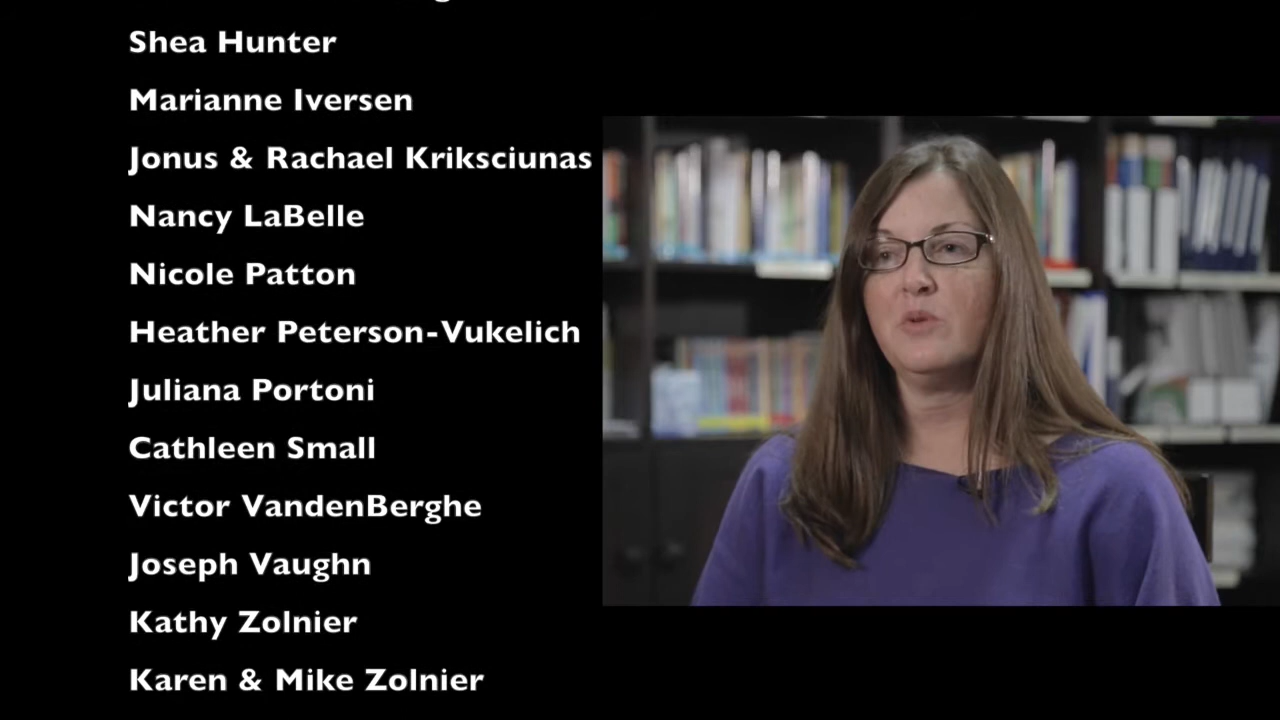 Shea Hunter
Marianne Iversen
Jonus & Rachael Kriksciunas
Nancy LaBelle
Nicole Patton
Heather Peterson-Vukelich
Juliana Portoni
Cathleen Small
Victor VandenBerghe
Joseph Vaughn
Kathy Zolnier
Karen & Mike Zolnier